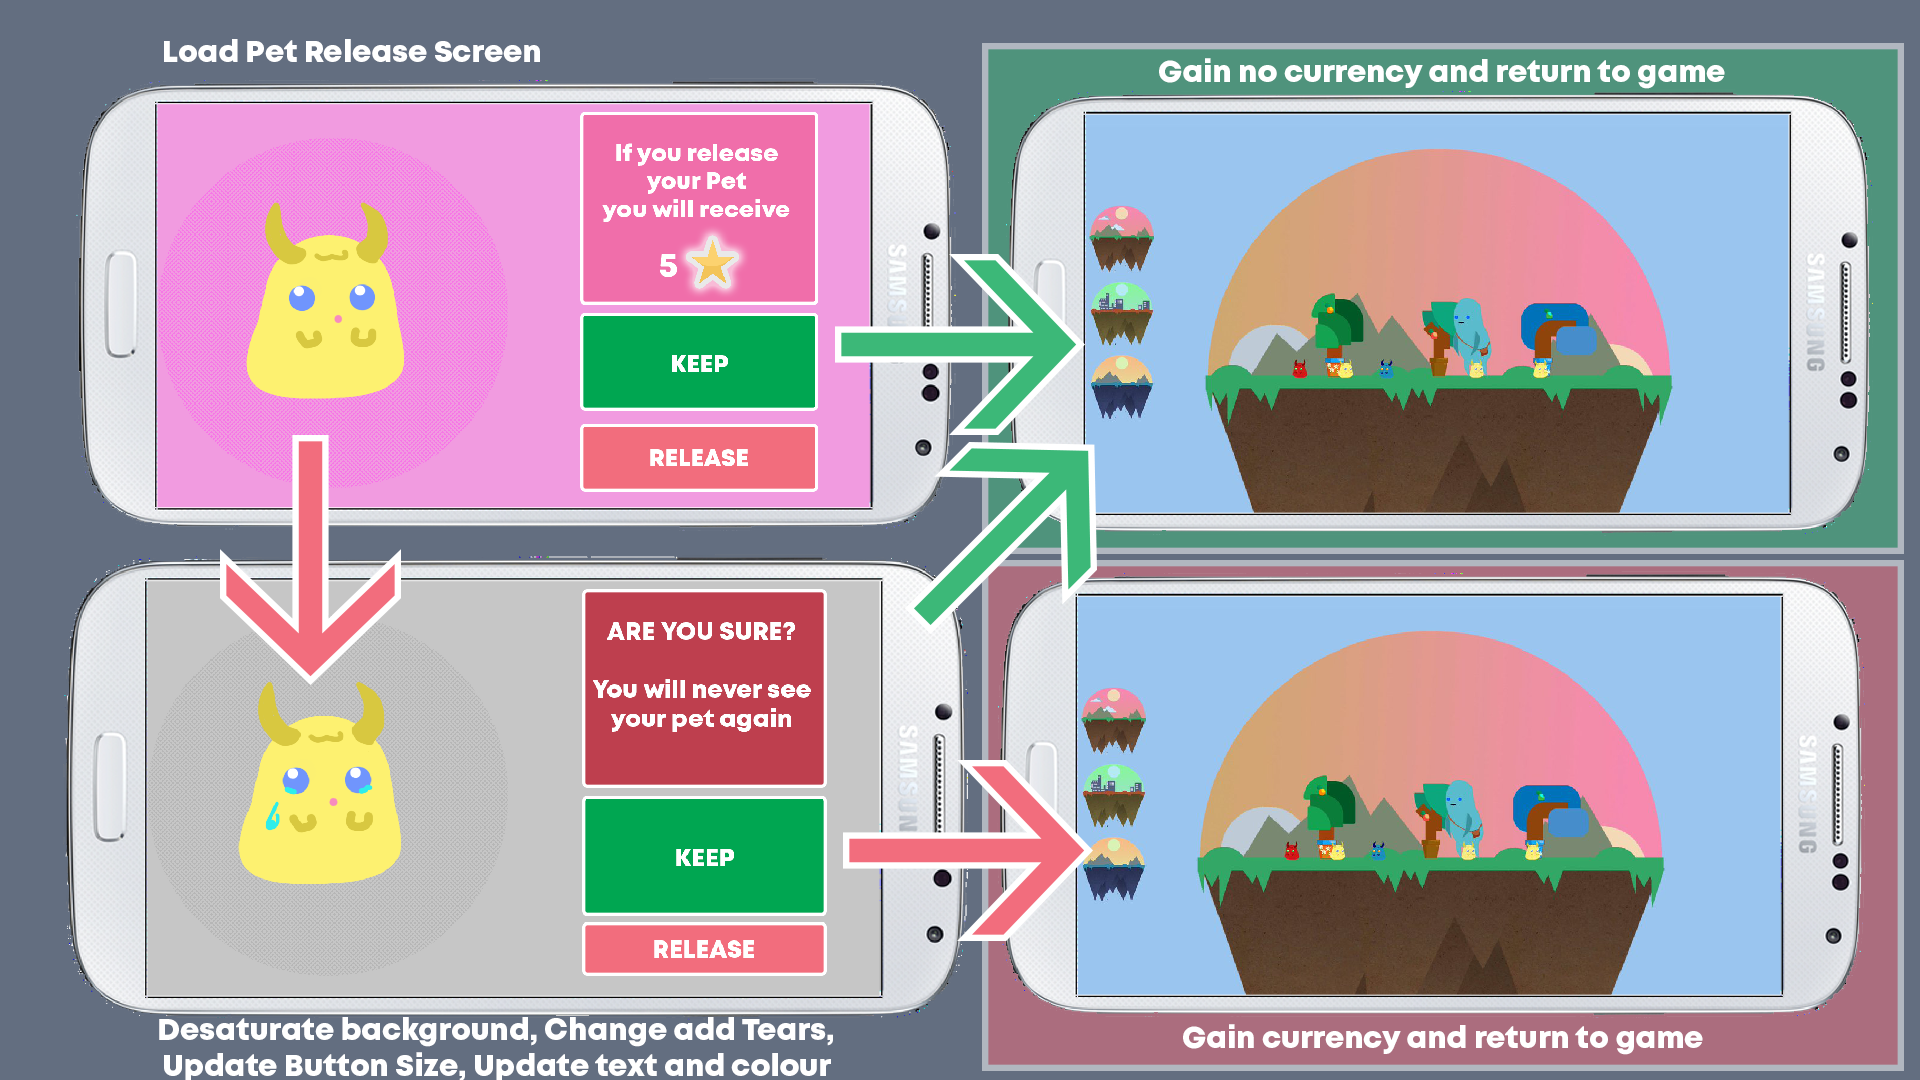 Load Pet Release Screen
If you release
your Pet
you will receive
5
KEEP
RELEASE
SAMSUNG
Gain no currency and return to game
SAMSUNG
ARE YOU SURE?
You will never see
your pet again
KEEP
RELEASE
SAMSUNG
Desaturate background, Change add Tears,
Update Button Size, Update text and colour
SAMSUNG
Gain currency and return to game